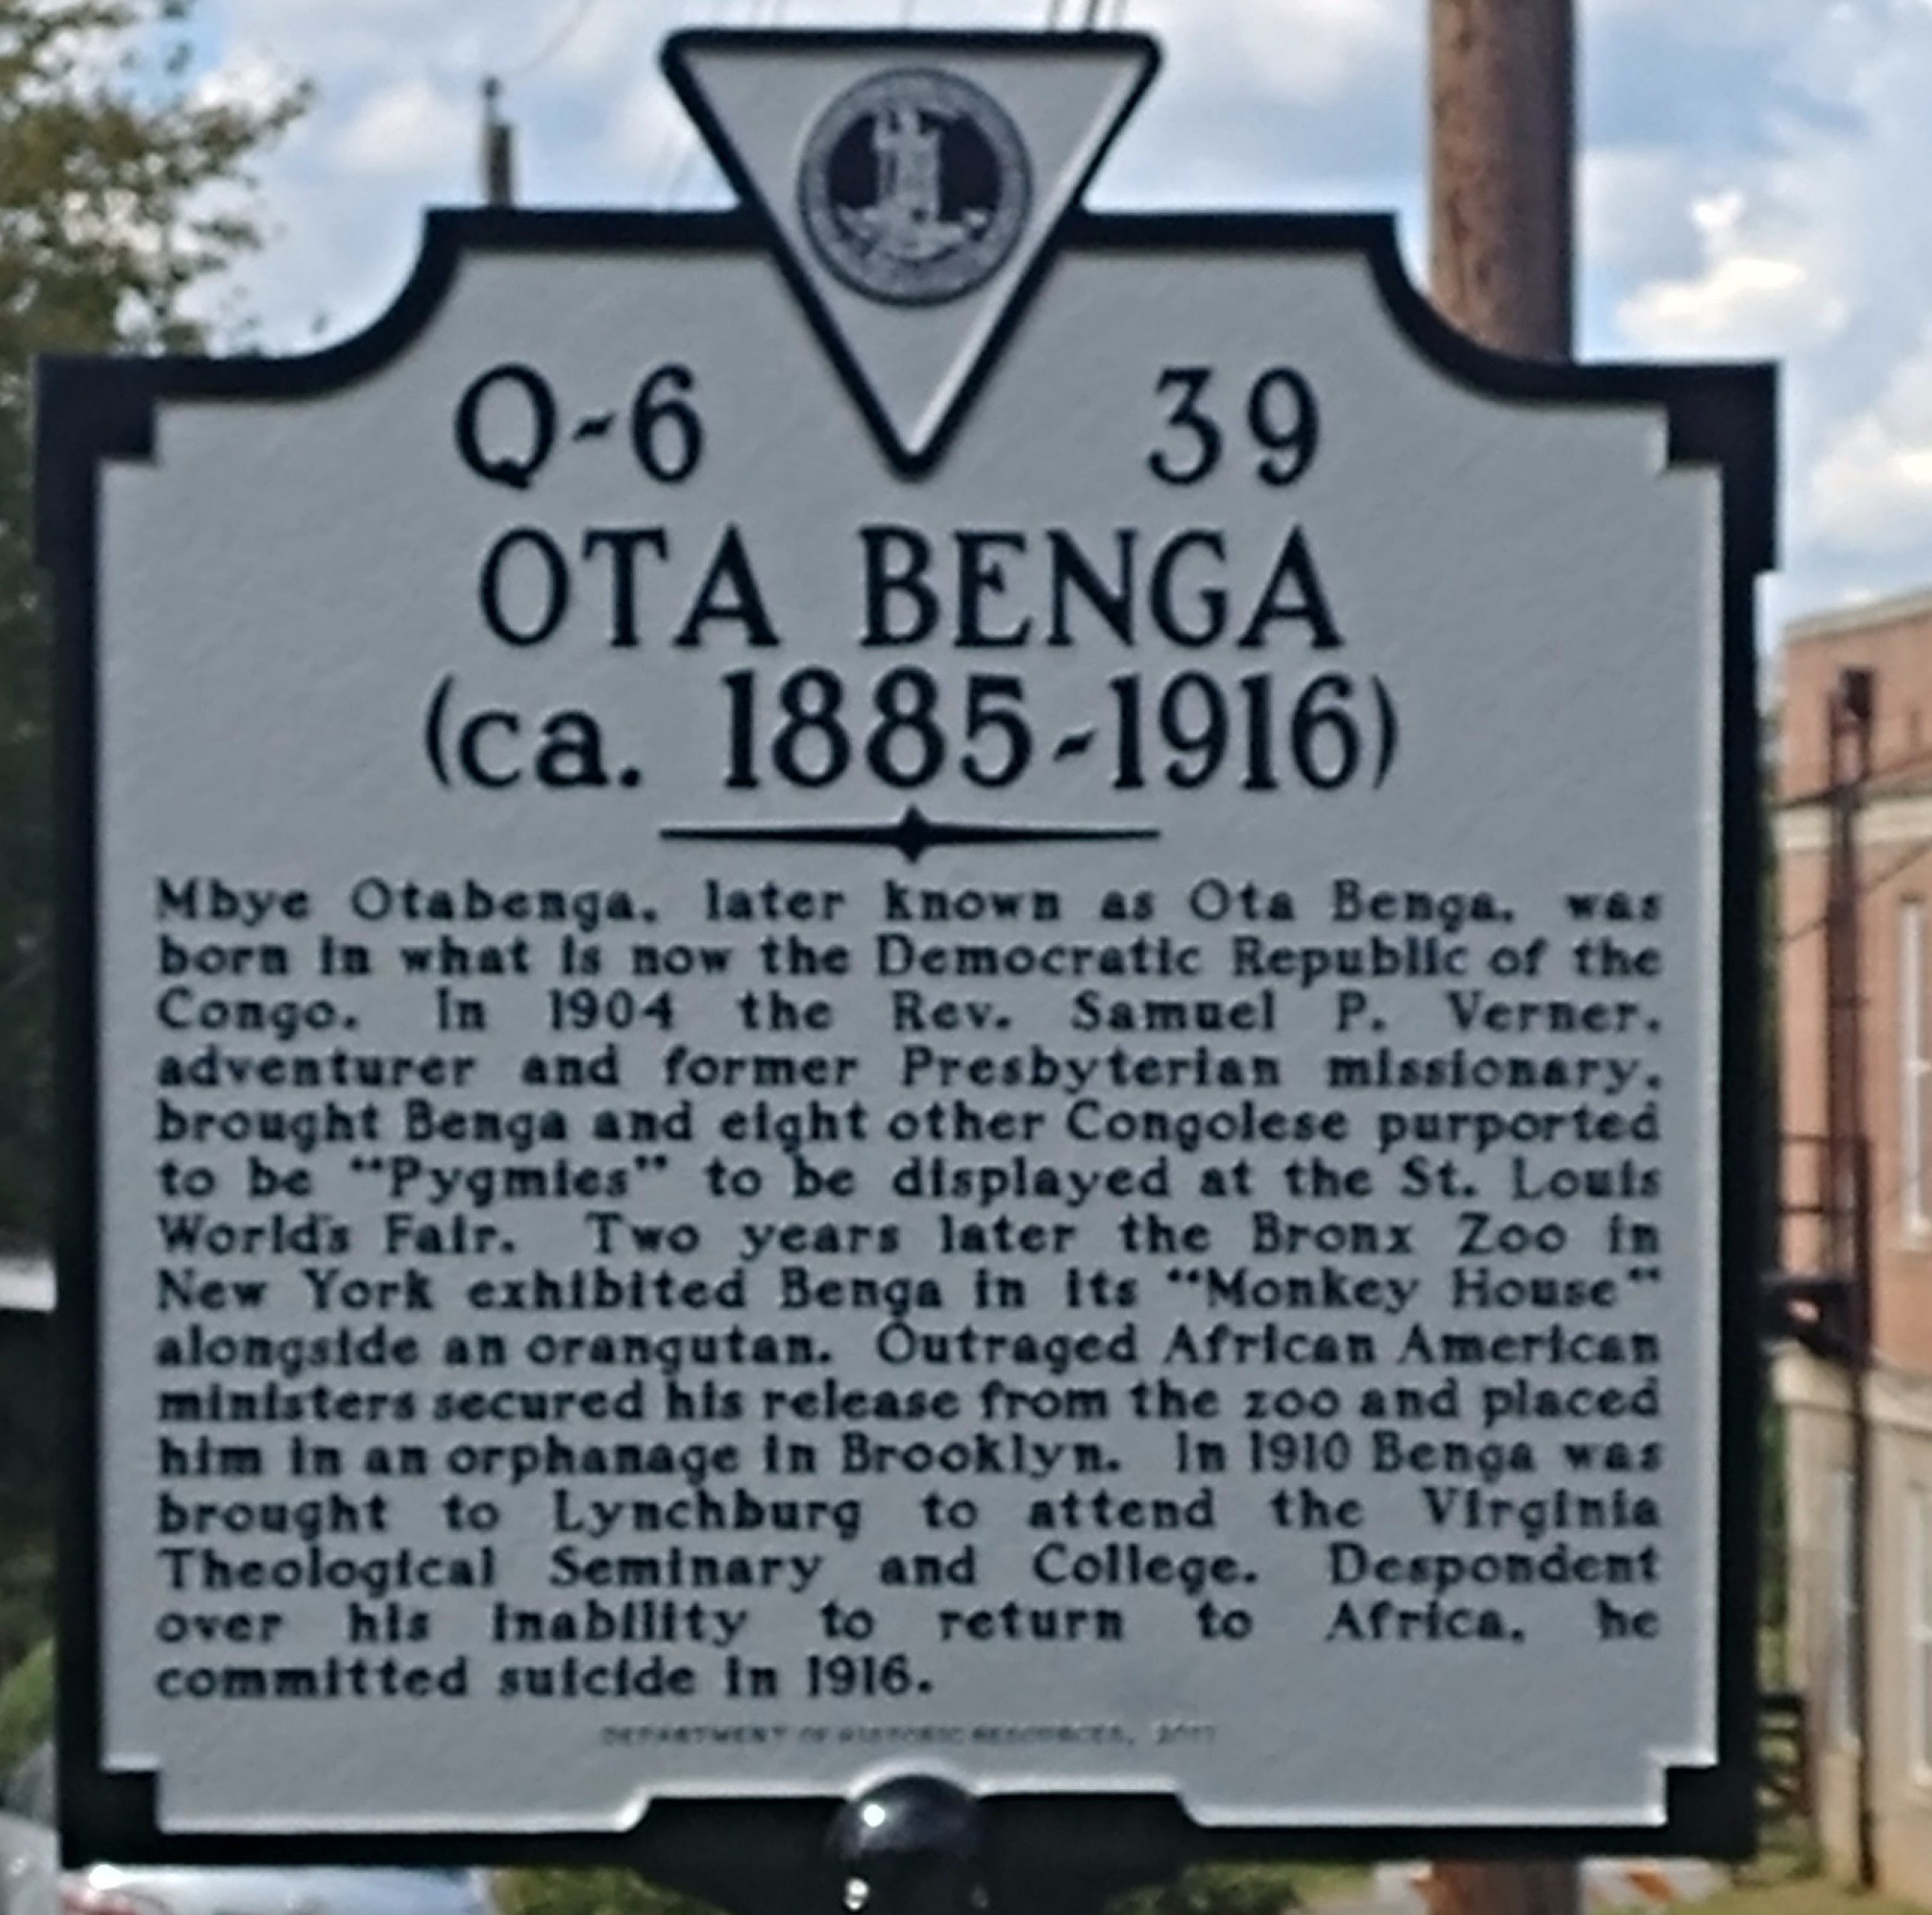 Q-6 39
OTA BENGA
(ca. 1885-1916)
Mbye Otabenga, later known as Ota Benga, was
born in what is now the Democratic Republic of the
Congo. In 1904 the Rev. Samuel P. Verner,
adventurer and former Presbyterian missionary,
brought Benga and eight other Congolese purported
to be "Pygmies" to be displayed at the St. Louis
World's Fair. Two years later the Bronx Zoo in
New York exhibited Benga in its "Monkey House"
alongside an orangutan. Outraged African American
ministers secured his release from the zoo and placed
him in an orphanage in Brooklyn. In 1910 Benga was
brought to Lynchburg to attend the Virginia
Theological Seminary and College. Despondent
over his inability to return to Africa, he
committed suicide in 1916.
DEPARTMENT OF HISTORIC RESOURCES,